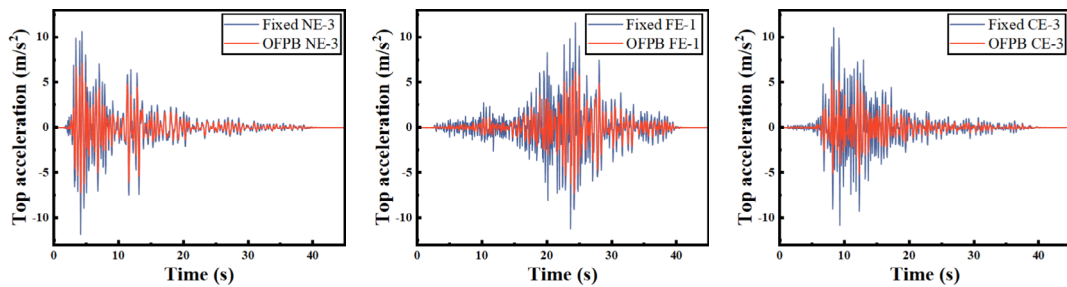 Top acceleration (m/s²)
10
5
0
-5
-10
Fixed NE-3
OFPB NE-3
0
10
20
30
40
Time (s)
Top acceleration (m/s²)
10
5
0
-5
-10
Fixed FE-1
OFPB FE-1
0
10
20
30
40
Time (s)
Top acceleration (m/s²)
10
5
0
-5
-10
Fixed CE-3
OFPB CE-3
0
10
20
30
40
Time (s)